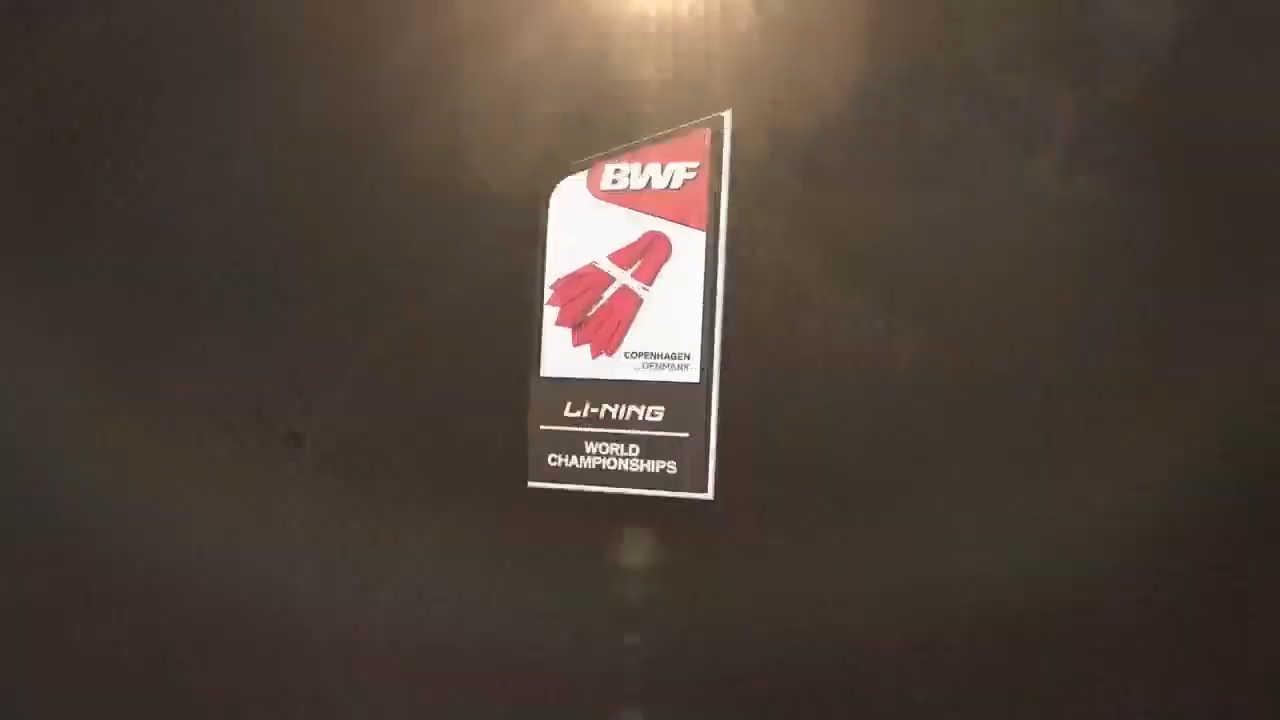 BWF
COPENHAGEN
DENMARK
LI-NING
WORLD
CHAMPIONSHIPS